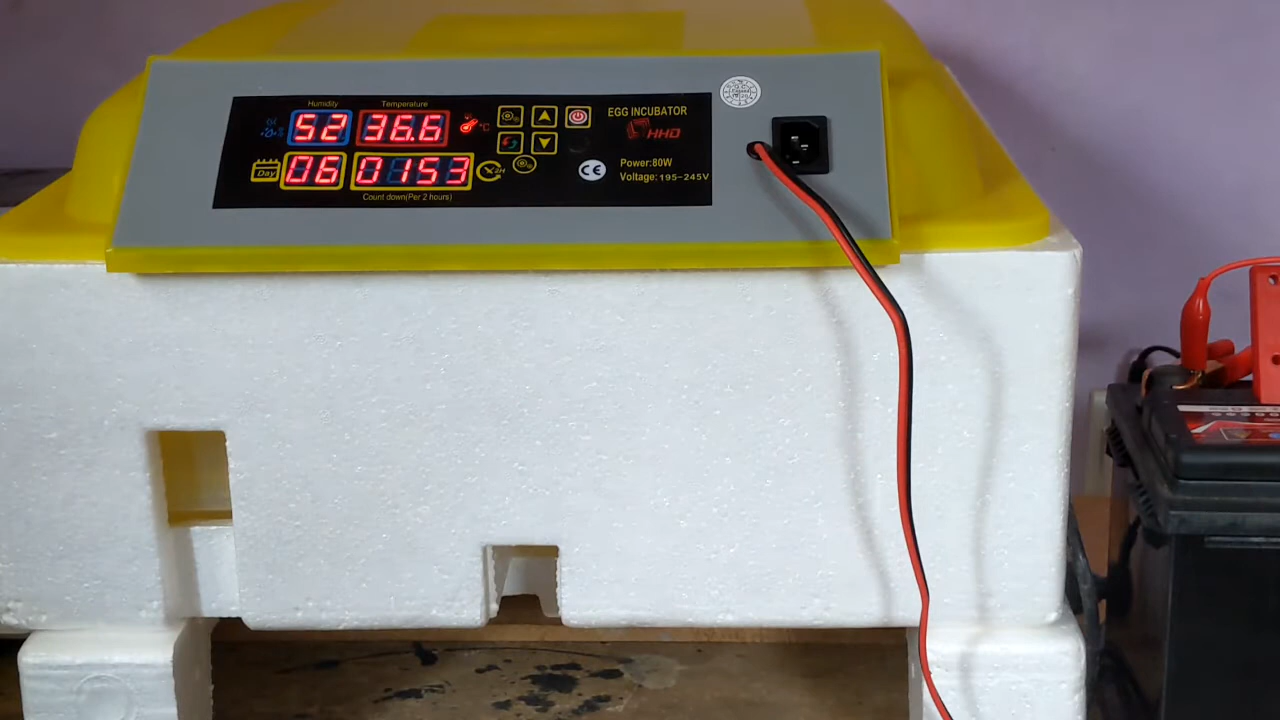 Humidity Temperature
52 36.6 °C
EGG INCUBATOR
HHD
Day 06 0153 2H
Count down(Per 2 hours)
CE
Power:80W
Voltage:195-245V